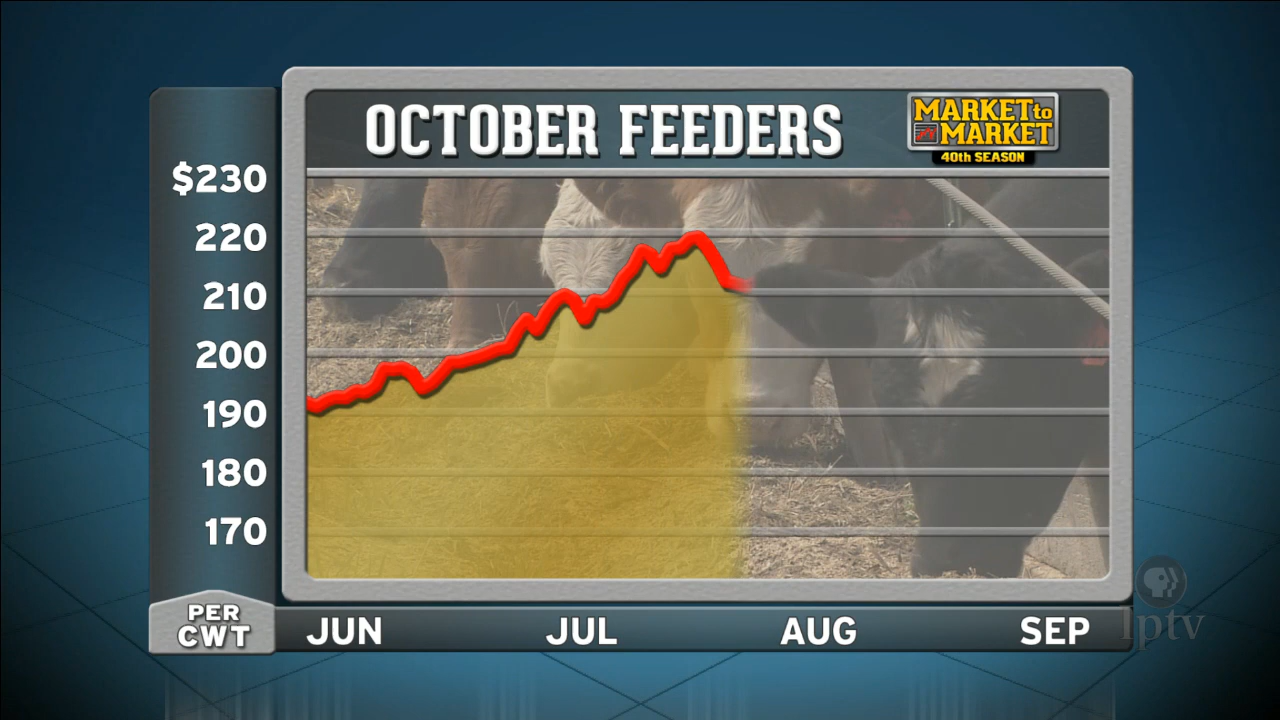 OCTOBER FEEDERS
MARKET to
MARKET
40th SEASON
$230
220
210
200
190
180
170
PER
CWT
JUN JUL AUG SEP
Iptv